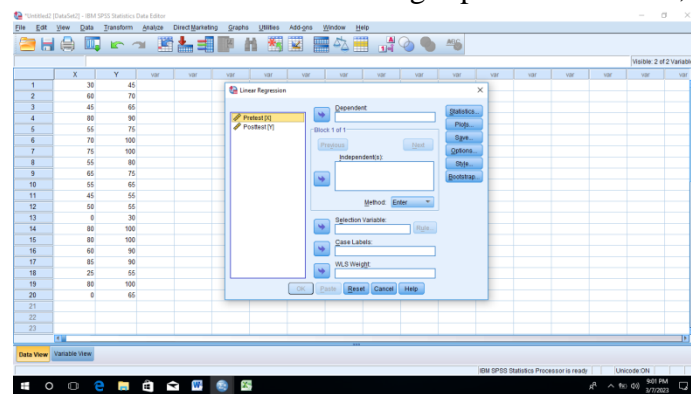 *Untitled2 [DataSet2] - IBM SPSS Statistics Data Editor
File Edit View Data Transform Analyze Direct Marketing Graphs Utilities Add-ons Window Help
Visible: 2 of 2 Variabl
X Y var var var var var var var var var var var var var
1 30 45
2 60 70
3 45 65
4 80 90
5 55 75
6 70 100
7 75 100
8 55 80
9 65 75
10 55 65
11 45 55
12 50 55
13 0 30
14 80 100
15 80 100
16 60 90
17 85 90
18 25 55
19 80 100
20 0 65
21
22
23
Linear Regression
Pretest [X]
Posttest [Y]
Dependent:
Block 1 of 1
Previous Next
Independent(s):
Method: Enter
Selection Variable:
Rule...
Case Labels:
WLS Weight:
Statistics...
Plots...
Save...
Options...
Style...
Bootstrap...
OK Paste Reset Cancel Help
Data View Variable View
IBM SPSS Statistics Processor is ready Unicode:ON
9:01 PM
3/7/2023